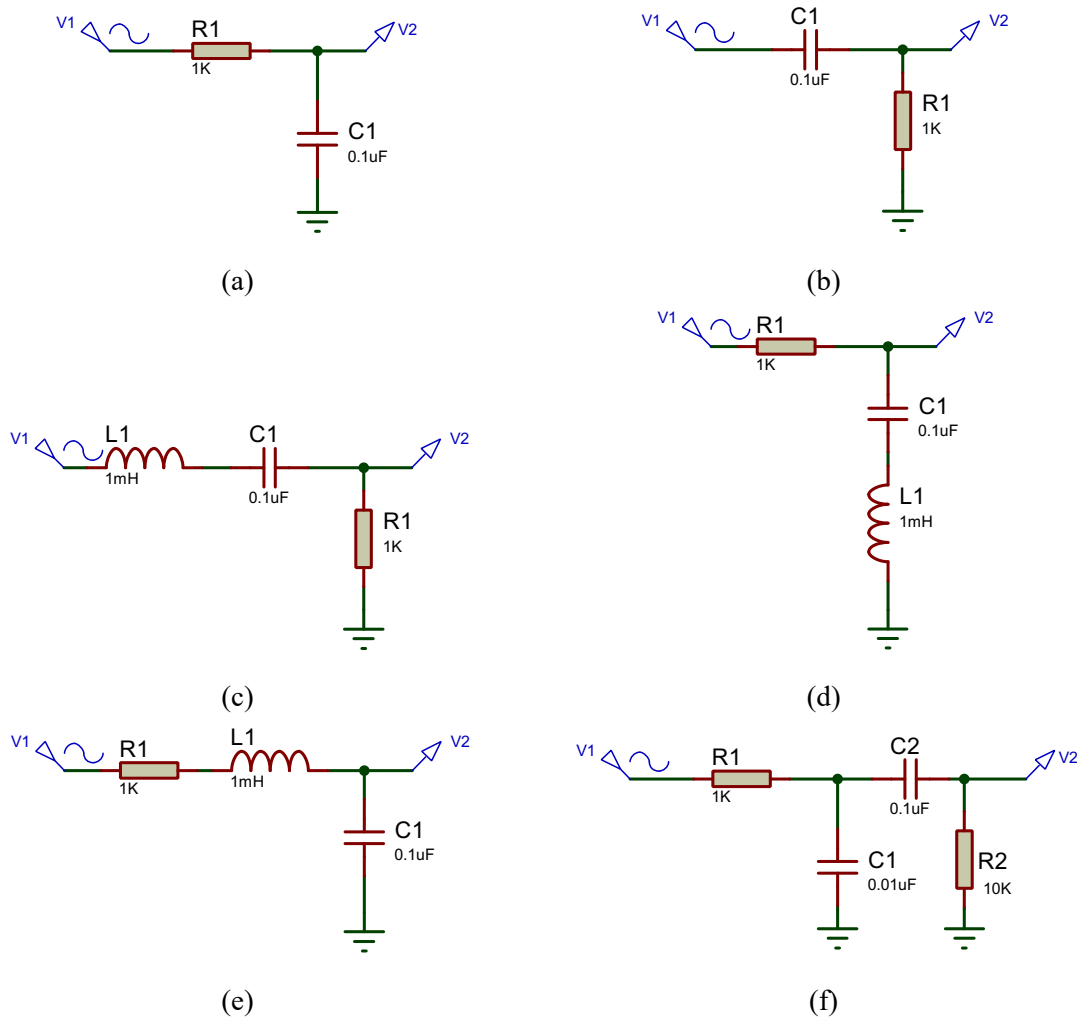 V1
R1
1K
V2
C1
0.1uF
(a)
V1
C1
0.1uF
V2
R1
1K
(b)
V1
L1
1mH
C1
0.1uF
V2
R1
1K
(c)
V1
R1
1K
V2
C1
0.1uF
L1
1mH
(d)
V1
R1
1K
L1
1mH
V2
C1
0.1uF
(e)
V1
R1
1K
C2
0.1uF
V2
C1
0.01uF
R2
10K
(f)